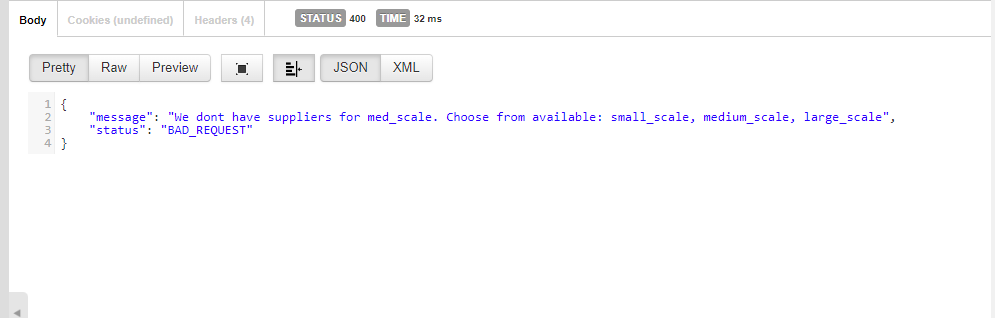 Body Cookies (undefined) Headers (4) STATUS 400 TIME 32 ms
Pretty Raw Preview JSON XML
1 {
2 "message": "We dont have suppliers for med_scale. Choose from available: small_scale, medium_scale, large_scale",
3 "status": "BAD_REQUEST"
4 }